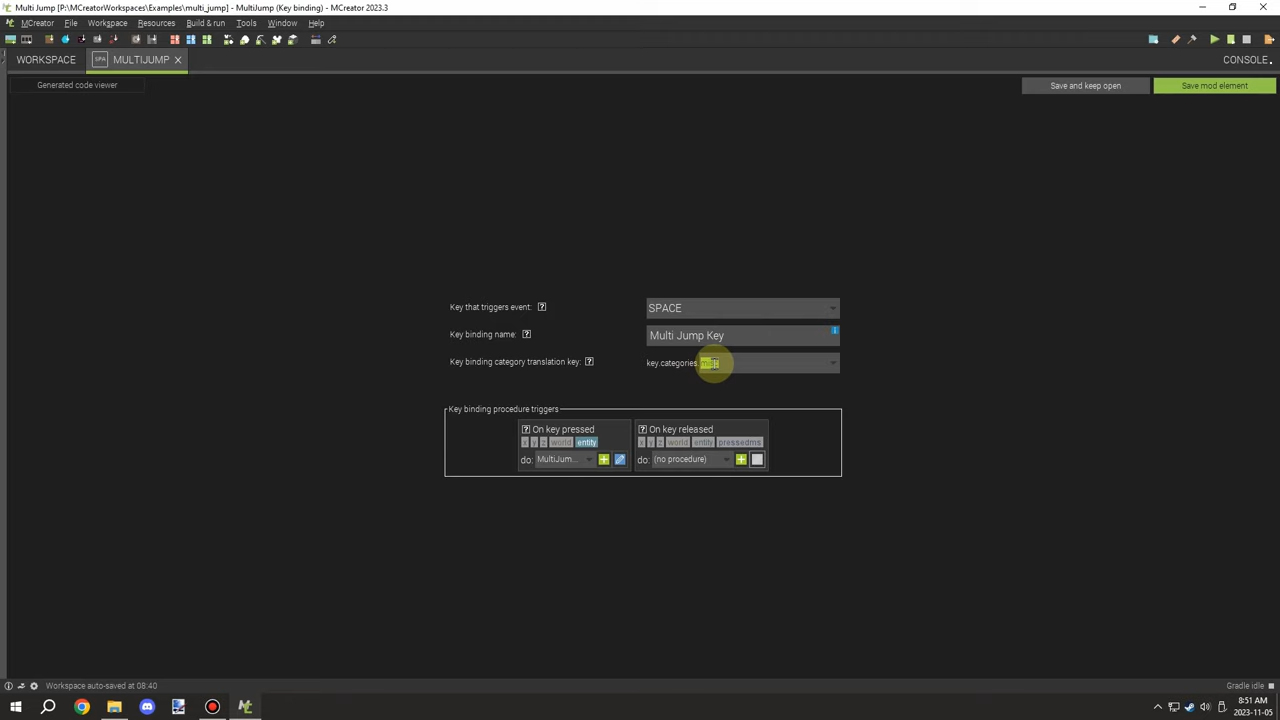 Multi Jump [P:\MCreatorWorkspaces\Examples\multi_jump] - MultiJump (Key binding) - MCreator 2023.3
MCreator File Workspace Resources Build & run Tools Window Help
WORKSPACE SPA MULTIJUMP CONSOLE
Generated code viewer Save and keep open Save mod element
Key that triggers event: ? SPACE
Key binding name: ? Multi Jump Key
Key binding category translation key: ? key.categories.
Key binding procedure triggers
? On key pressed ? On key released
x y z world entity x y z world entity pressedms
do: MultiJum... do: (no procedure)
Workspace auto-saved at 08:40 Gradle idle
8:51 AM
2023-11-05